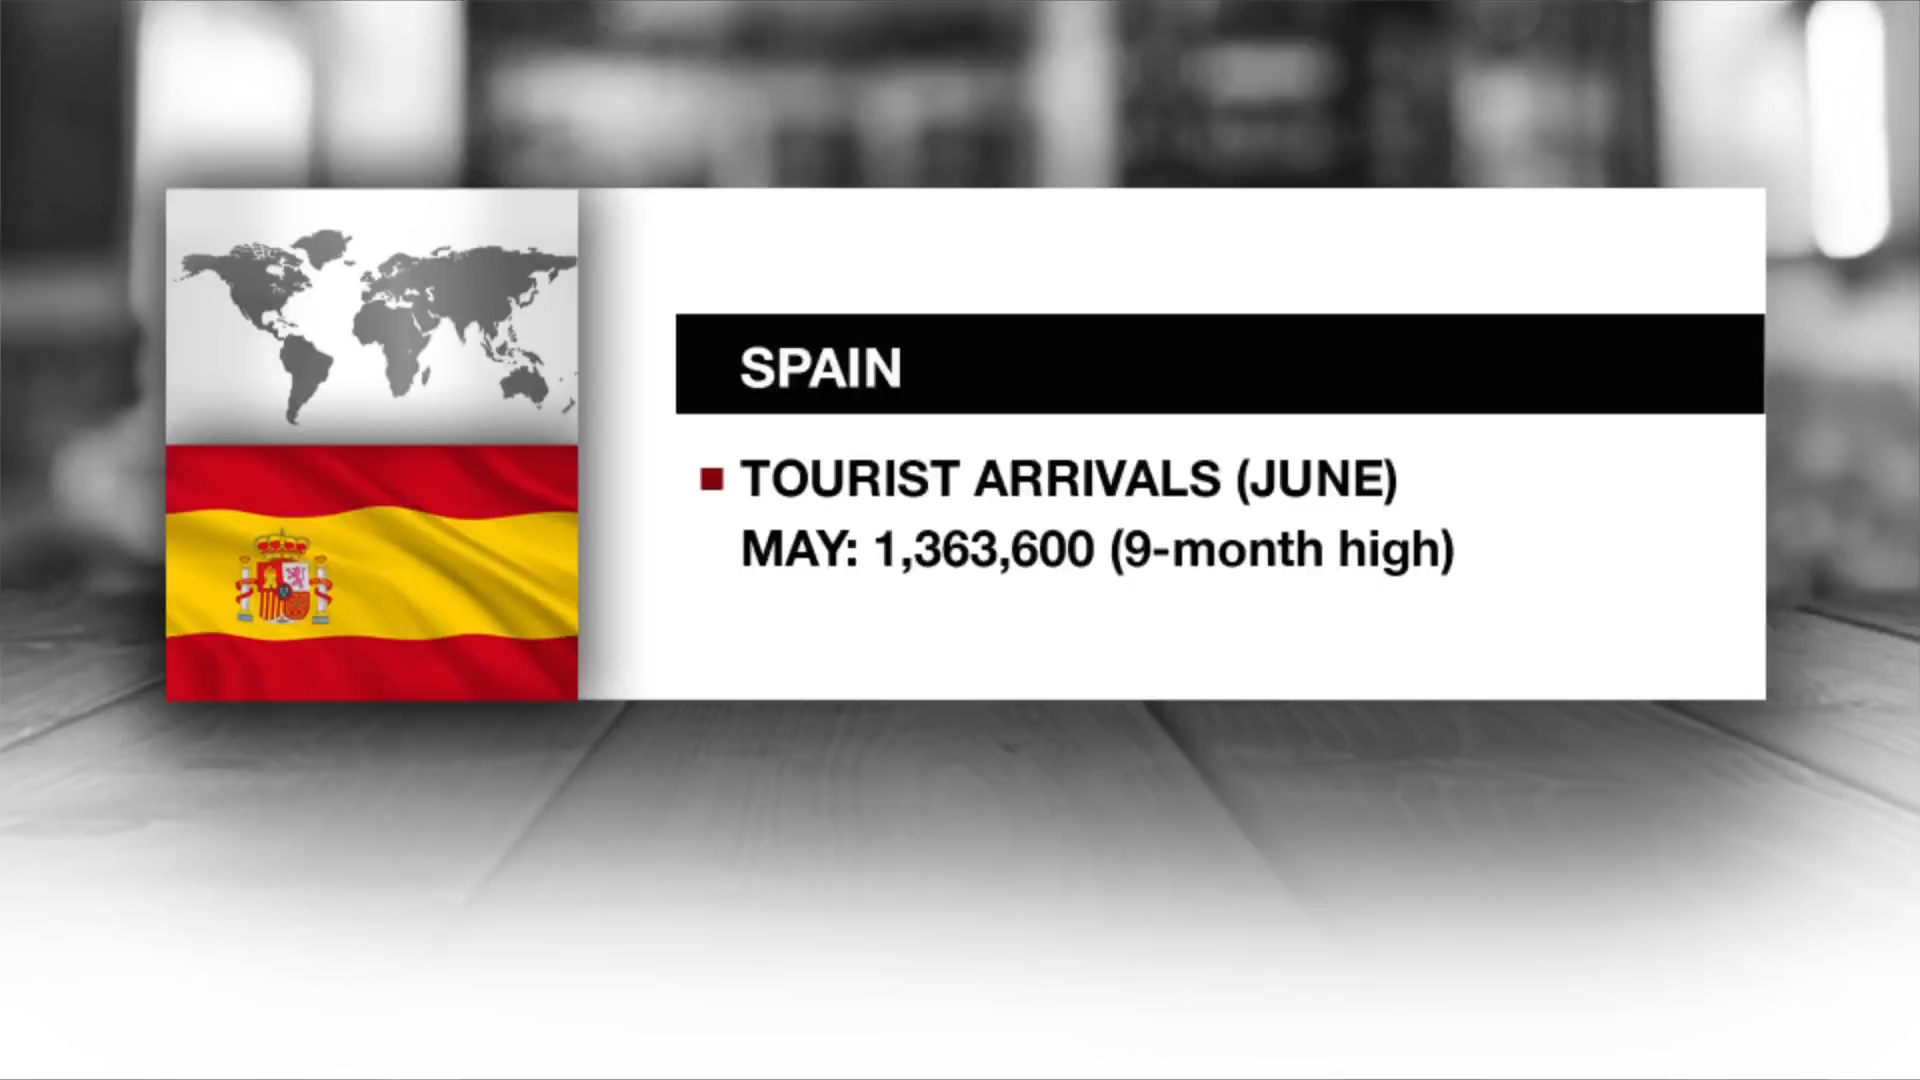 SPAIN
TOURIST ARRIVALS (JUNE)
MAY: 1,363,600 (9-month high)